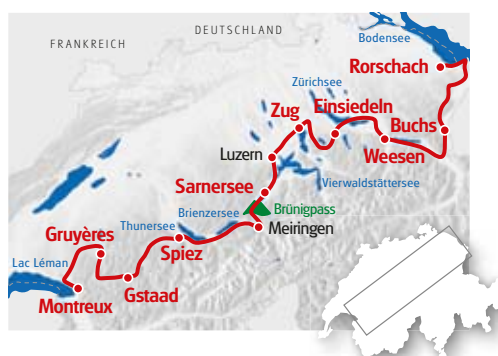 DEUTSCHLAND
FRANKREICH
Bodensee
Rorschach
Zürichsee
Zug
Einsiedeln
Buchs
Luzern
Weesen
Sarnersee
Vierwaldstättersee
Brienzersee
Brünigpass
Thunersee
Meiringen
Gruyères
Spiez
Lac Léman
Gstaad
Montreux